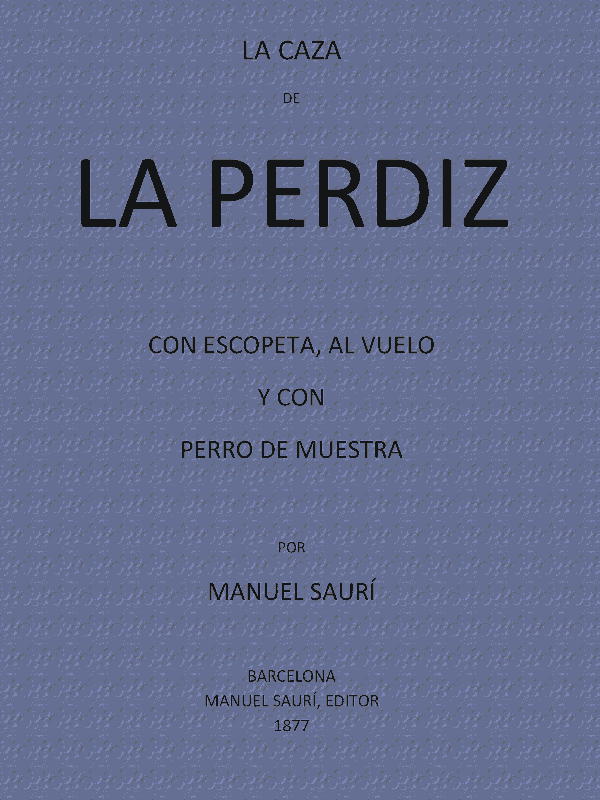 LA CAZA
DE
LA PERDIZ
CON ESCOPETA, AL VUELO
Y CON
PERRO DE MUESTRA
POR
MANUEL SAURÍ
BARCELONA
MANUEL SAURÍ, EDITOR
1877